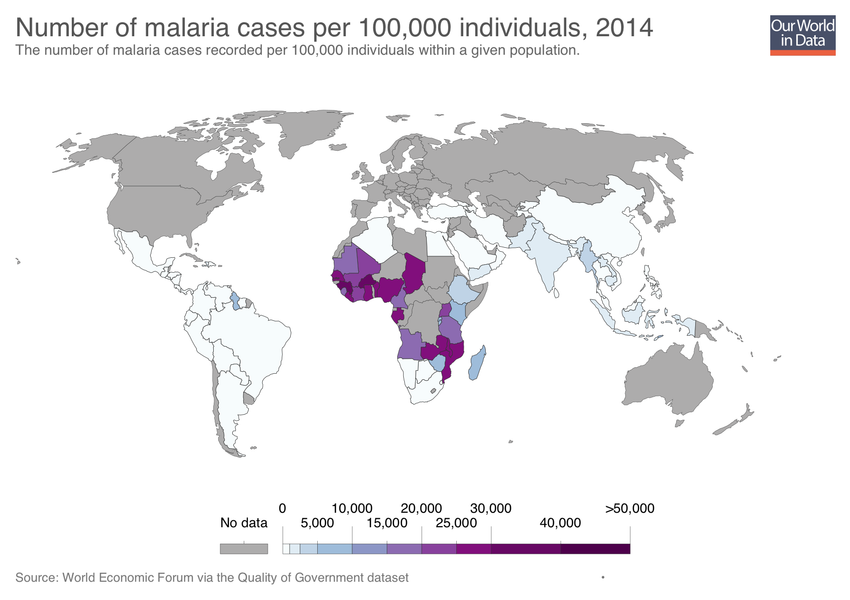 Number of malaria cases per 100,000 individuals, 2014
The number of malaria cases recorded per 100,000 individuals within a given population.
Our World
in Data
0 10,000 20,000 30,000 >50,000
No data 5,000 15,000 25,000 40,000
Source: World Economic Forum via the Quality of Government dataset